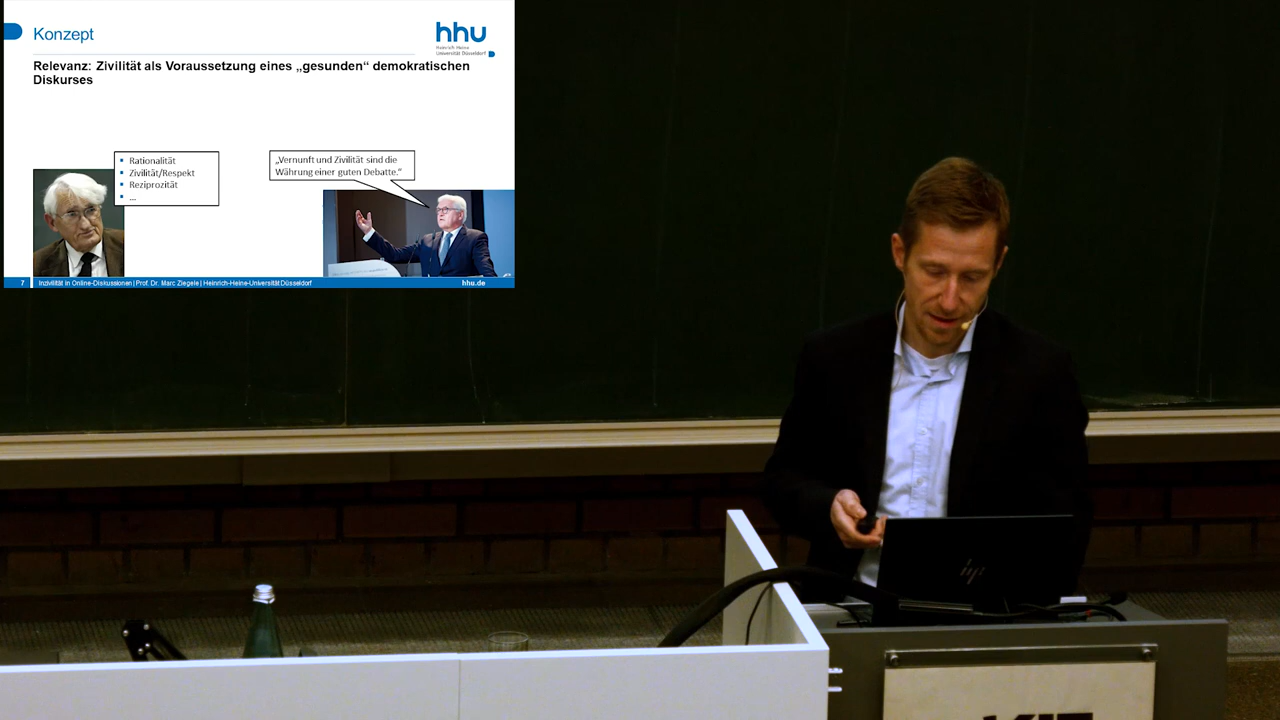 Konzept
hhu
Heinrich Heine
Universität Düsseldorf
Relevanz: Zivilität als Voraussetzung eines „gesunden“ demokratischen
Diskurses
Rationalität
Zivilität/Respekt
Reziprozität
...
„Vernunft und Zivilität sind die
Währung einer guten Debatte.“
7
Inzivilität in Online-Diskussionen | Prof. Dr. Marc Ziegele | Heinrich-Heine-Universität Düsseldorf
hhu.de
hp